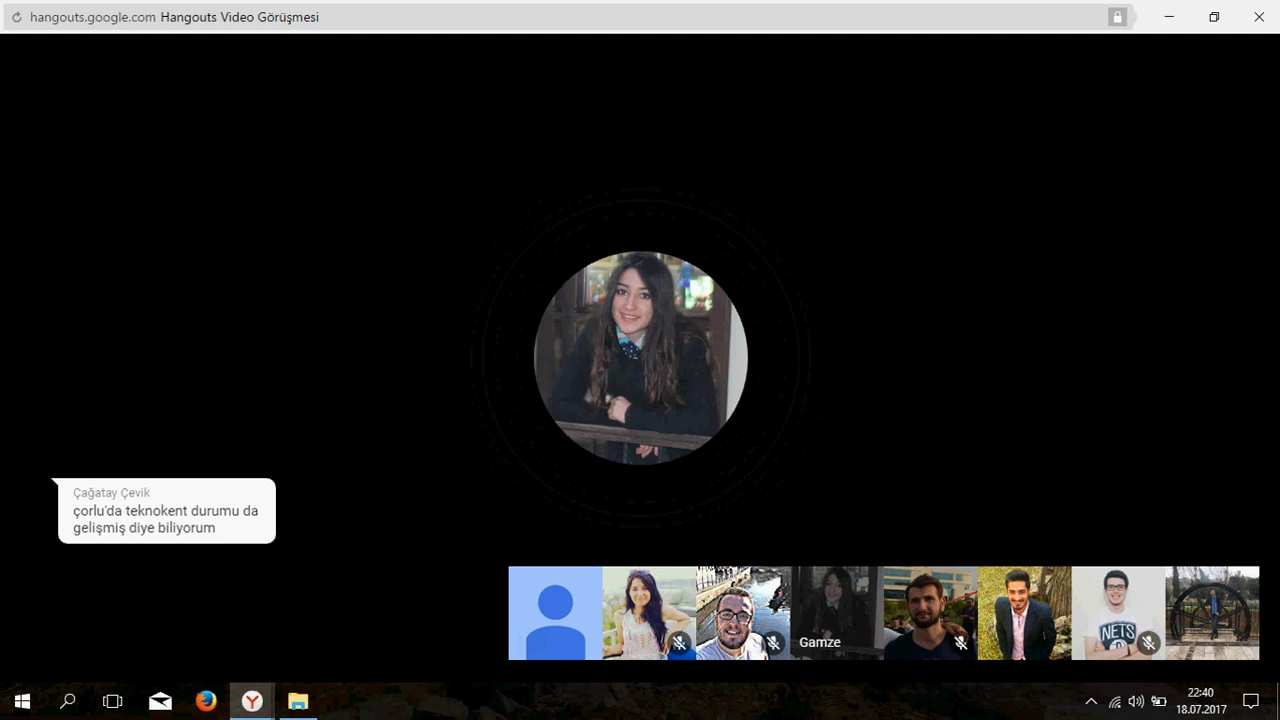 hangouts.google.com Hangouts Video Görüşmesi
Çağatay Çevik
çorlu'da teknokent durumu da
gelişmiş diye biliyorum
Gamze
NETS
22:40
18.07.2017